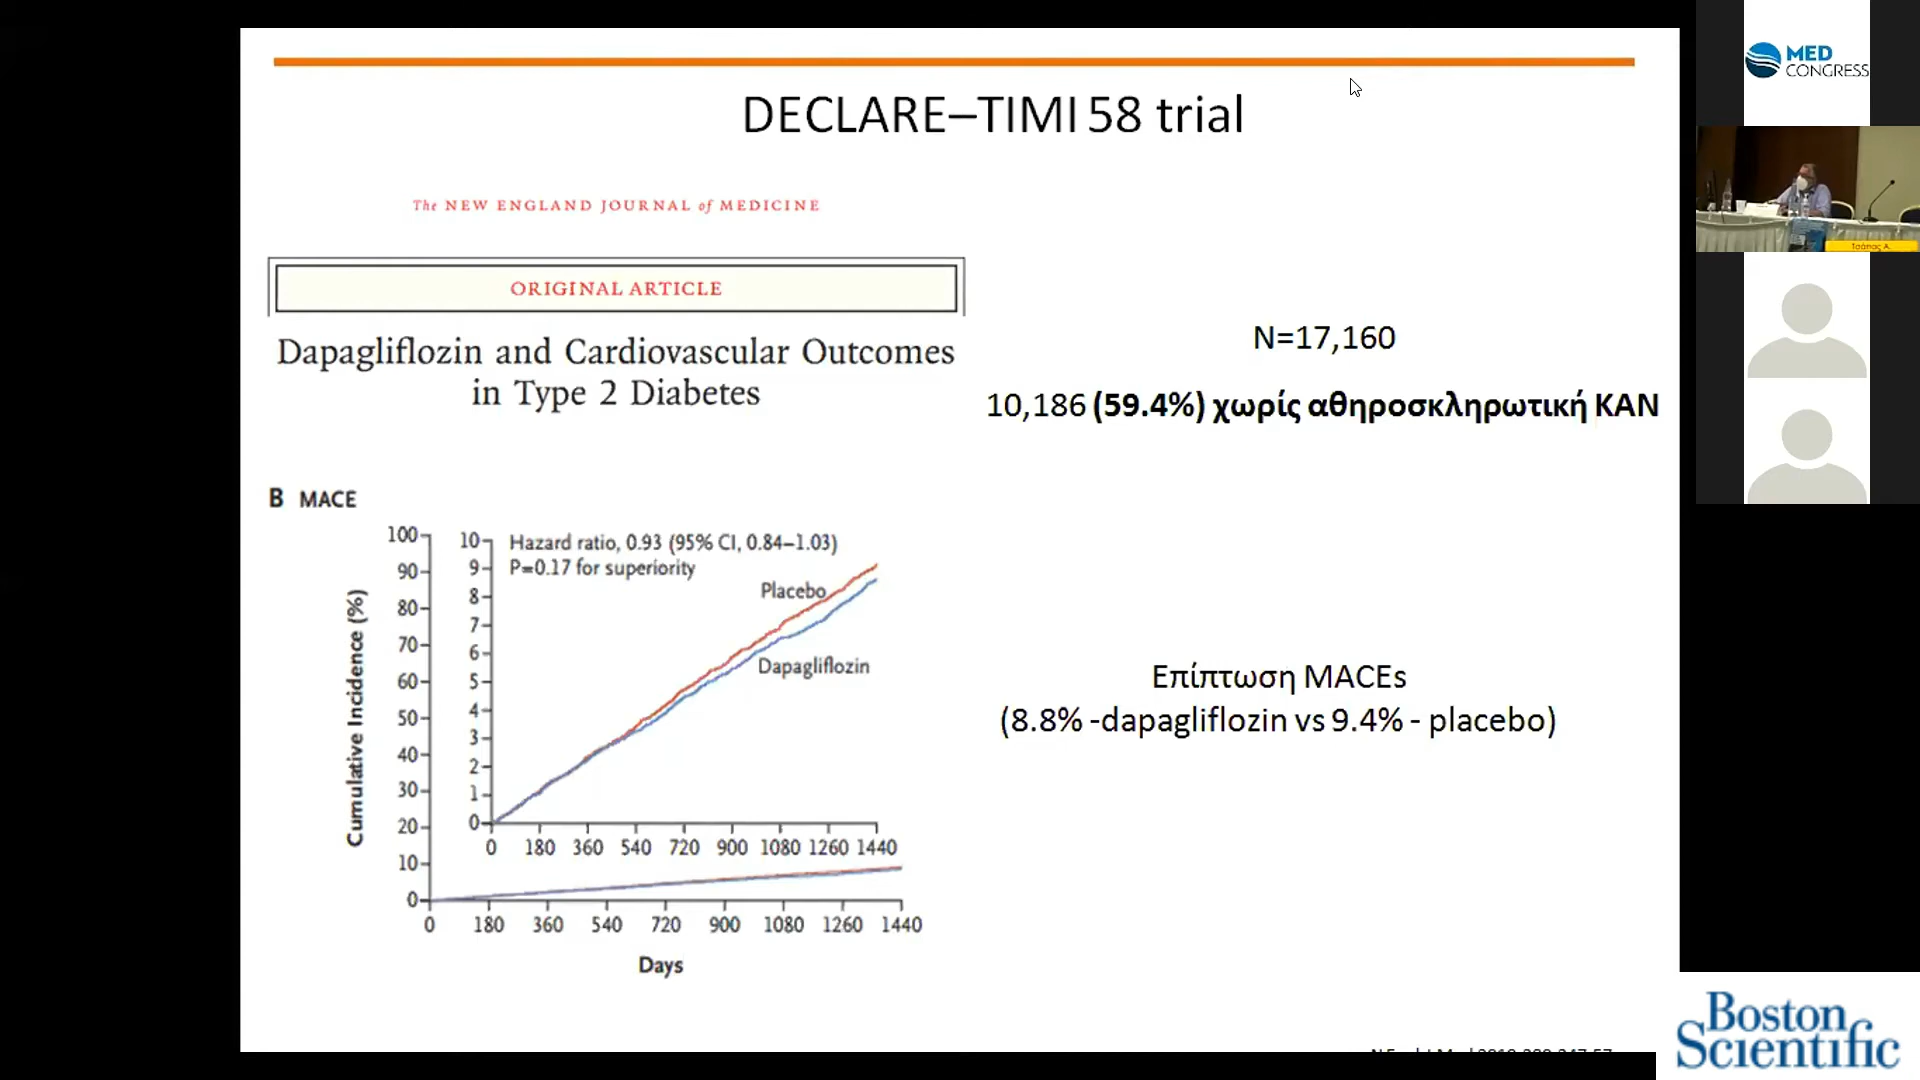 DECLARE–TIMI 58 trial
The NEW ENGLAND JOURNAL of MEDICINE
ORIGINAL ARTICLE
Dapagliflozin and Cardiovascular Outcomes
in Type 2 Diabetes
N=17,160
10,186 (59.4%) χωρίς αθηροσκληρωτική ΚΑΝ
B MACE
Cumulative Incidence (%)
100
90
80
70
60
50
40
30
20
10
0
10
9
8
7
6
5
4
3
2
1
0
Hazard ratio, 0.93 (95% CI, 0.84–1.03)
P=0.17 for superiority
Placebo
Dapagliflozin
0 180 360 540 720 900 1080 1260 1440
0 180 360 540 720 900 1080 1260 1440
Days
Επίπτωση MACEs
(8.8% -dapagliflozin vs 9.4% - placebo)
MED
CONGRESS
Τσάπας Α.
Boston
Scientific